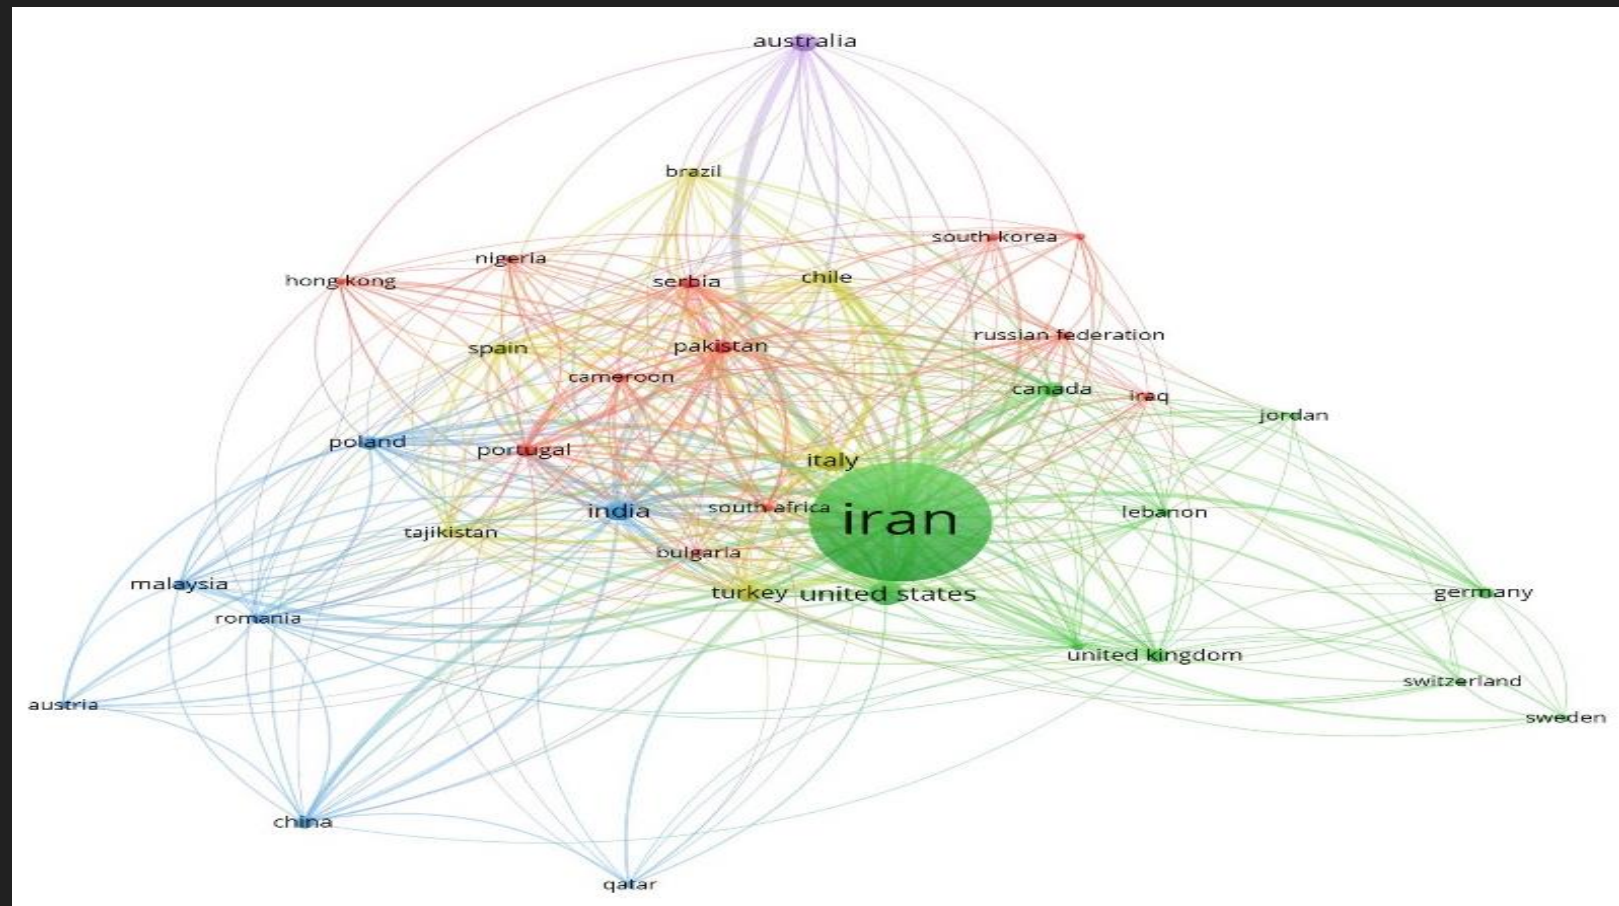 australia
brazil
south korea
nigeria
hong kong
serbia
chile
russian federation
spain
pakistan
cameroon
canada
iraq
jordan
poland
portugal
italy
india
south africa
iran
lebanon
tajikistan
bulgaria
malaysia
turkey
united states
germany
romania
united kingdom
switzerland
austria
sweden
china
qatar